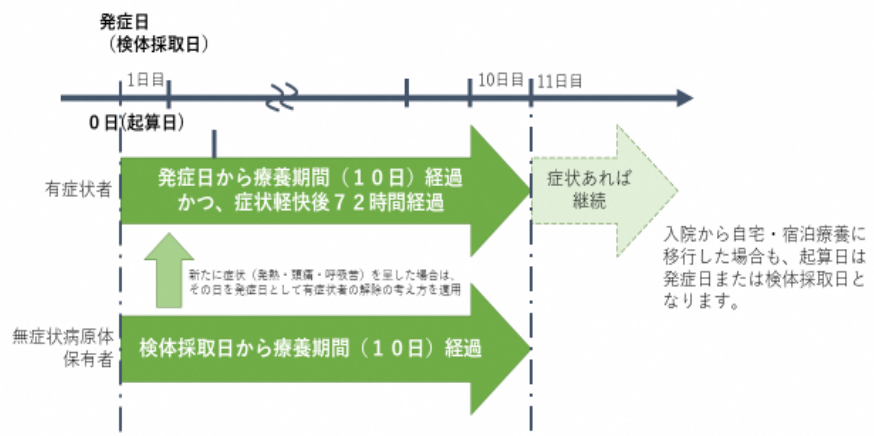 発症日
（検体採取日）
1日目
10日目
11日目
０日(起算日)
有症状者
発症日から療養期間（１０日）経過
かつ、症状軽快後７２時間経過
症状あれば
継続
入院から自宅・宿泊療養に
移行した場合も、起算日は
発症日または検体採取日と
なります。
新たに症状（発熱・頭痛・呼吸苦）を呈した場合は、
その日を発症日として有症状者の解除の考え方を適用
無症状病原体
保有者
検体採取日から療養期間（１０日）経過